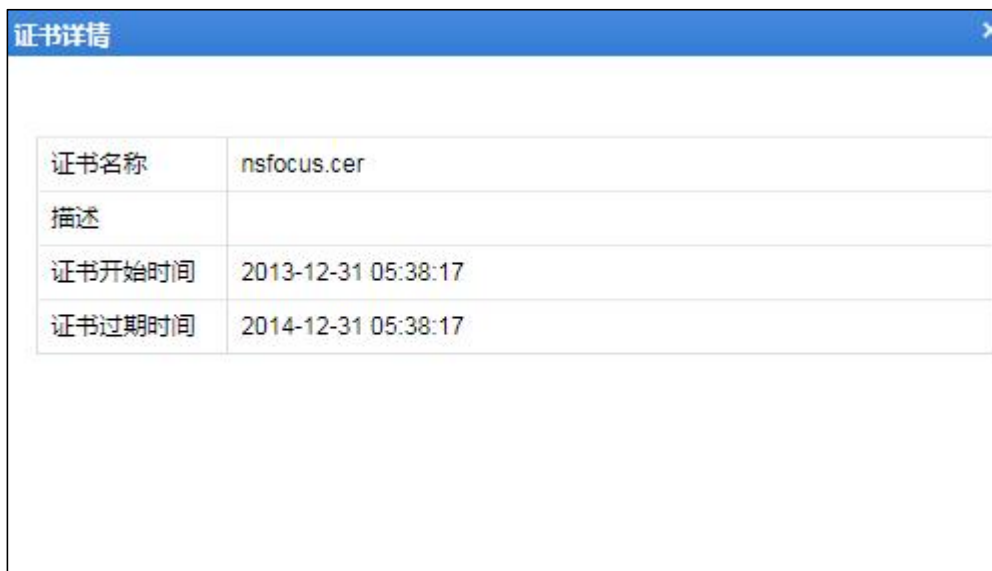 证书详情
证书名称 nsfocus.cer
描述
证书开始时间 2013-12-31 05:38:17
证书过期时间 2014-12-31 05:38:17